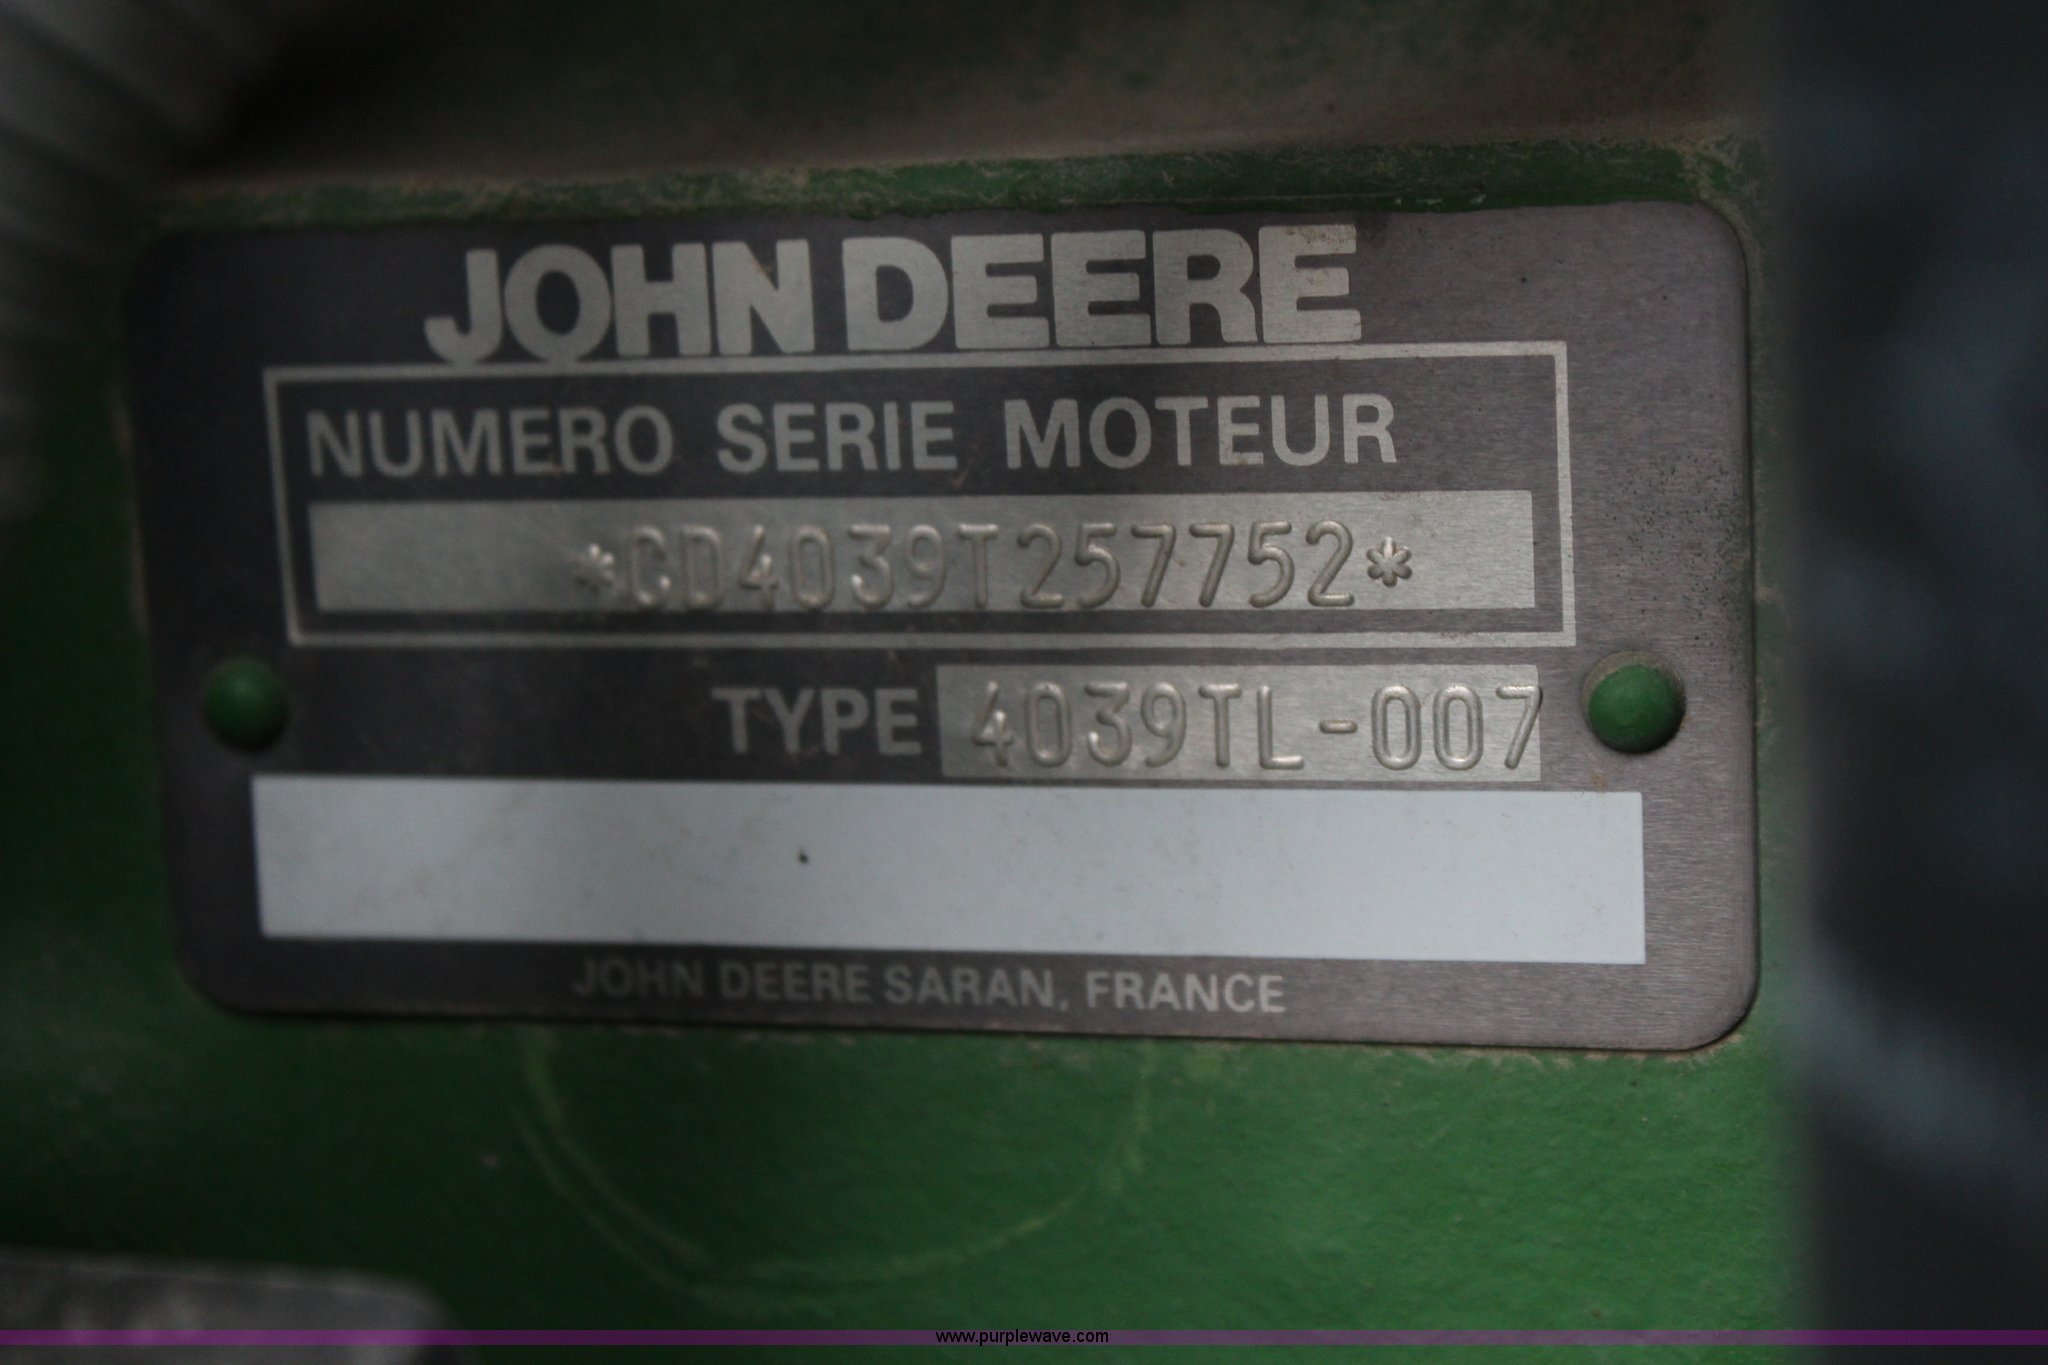 JOHN DEERE
NUMERO SERIE MOTEUR
*CD4039T257752*
TYPE 4039TL-007
JOHN DEERE SARAN, FRANCE
www.purplewave.com